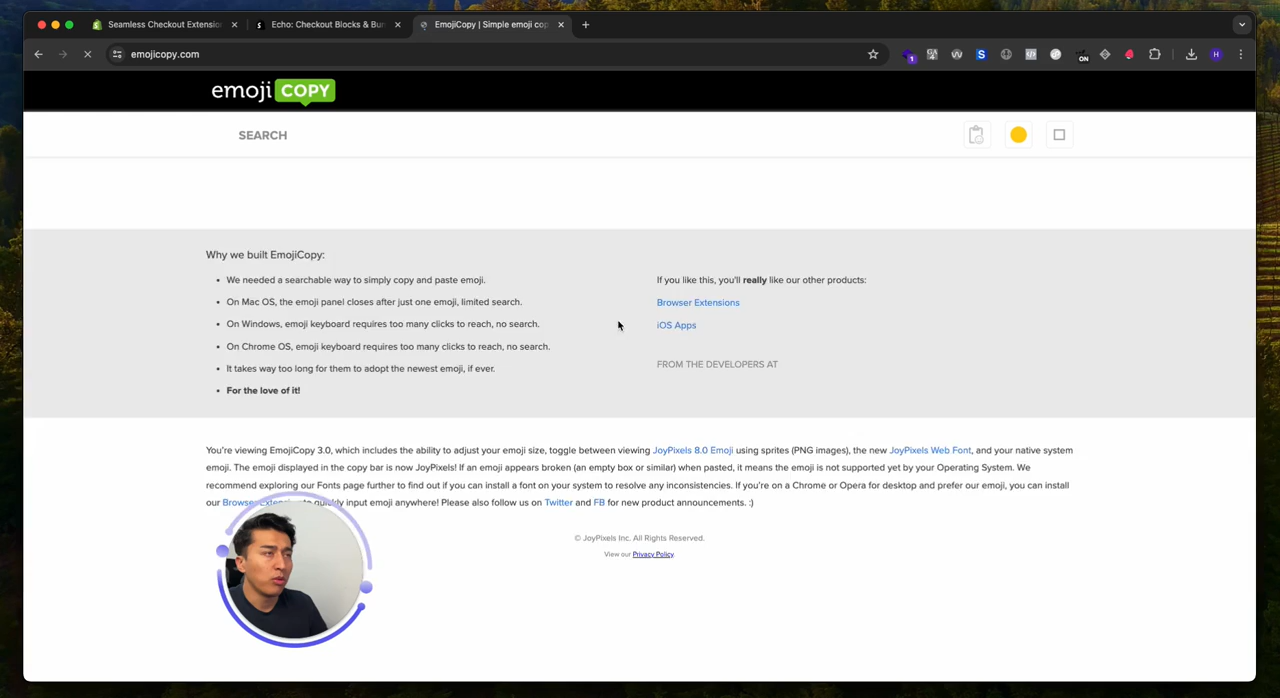 Seamless Checkout Extensio
Echo: Checkout Blocks & Bun
EmojiCopy | Simple emoji cop
emojicopy.com
1
ON
H
emoji COPY
SEARCH
Why we built EmojiCopy:
We needed a searchable way to simply copy and paste emoji.
On Mac OS, the emoji panel closes after just one emoji, limited search.
On Windows, emoji keyboard requires too many clicks to reach, no search.
On Chrome OS, emoji keyboard requires too many clicks to reach, no search.
It takes way too long for them to adopt the newest emoji, if ever.
For the love of it!
If you like this, you'll really like our other products:
Browser Extensions
iOS Apps
FROM THE DEVELOPERS AT
You're viewing EmojiCopy 3.0, which includes the ability to adjust your emoji size, toggle between viewing JoyPixels 8.0 Emoji using sprites (PNG images), the new JoyPixels Web Font, and your native system
emoji. The emoji displayed in the copy bar is now JoyPixels! If an emoji appears broken (an empty box or similar) when pasted, it means the emoji is not supported yet by your Operating System. We
recommend exploring our Fonts page further to find out if you can install a font on your system to resolve any inconsistencies. If you're on a Chrome or Opera for desktop and prefer our emoji, you can install
our Browser Extension to quickly input emoji anywhere! Please also follow us on Twitter and FB for new product announcements. :)
© JoyPixels Inc. All Rights Reserved.
View our Privacy Policy.